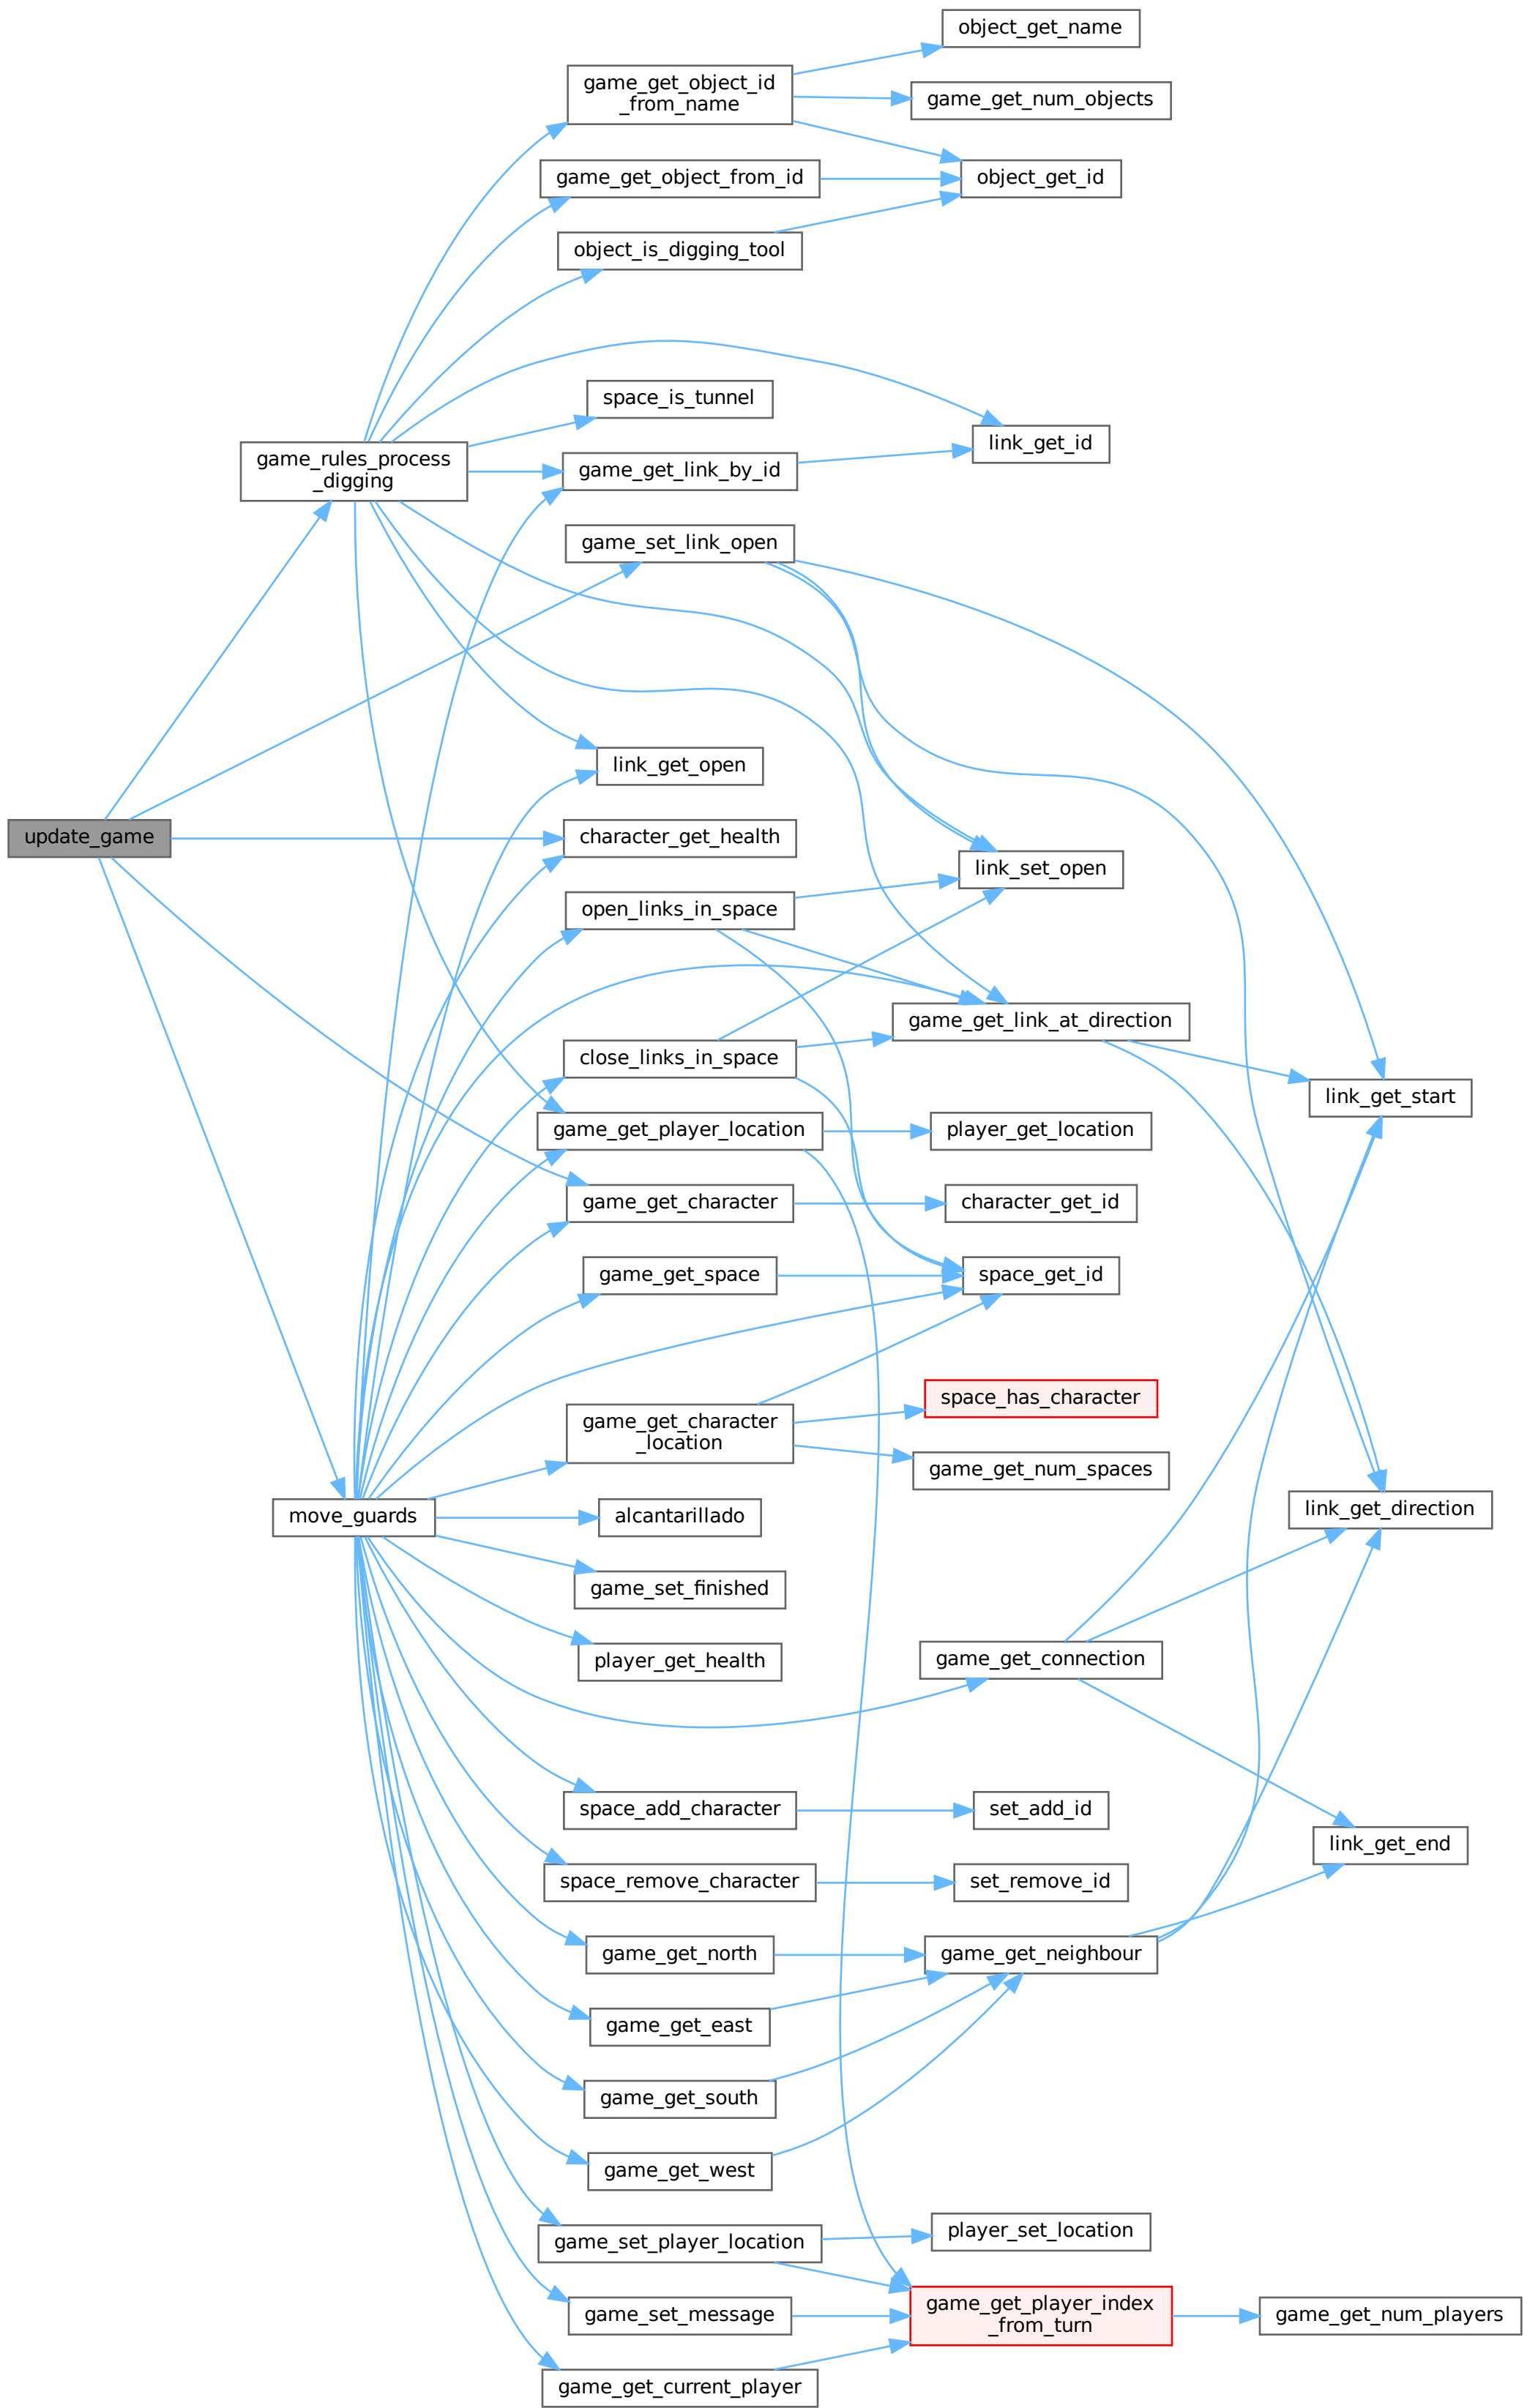 object_get_name
game_get_object_id
_from_name
game_get_num_objects
game_get_object_from_id
object_get_id
object_is_digging_tool
space_is_tunnel
link_get_id
game_rules_process
_digging
game_get_link_by_id
game_set_link_open
link_get_open
update_game
character_get_health
link_set_open
open_links_in_space
game_get_link_at_direction
close_links_in_space
link_get_start
game_get_player_location
player_get_location
game_get_character
character_get_id
game_get_space
space_get_id
space_has_character
game_get_character
_location
game_get_num_spaces
move_guards
alcantarillado
link_get_direction
game_set_finished
player_get_health
game_get_connection
space_add_character
set_add_id
link_get_end
space_remove_character
set_remove_id
game_get_north
game_get_neighbour
game_get_east
game_get_south
game_get_west
player_set_location
game_set_player_location
game_get_player_index
_from_turn
game_set_message
game_get_num_players
game_get_current_player